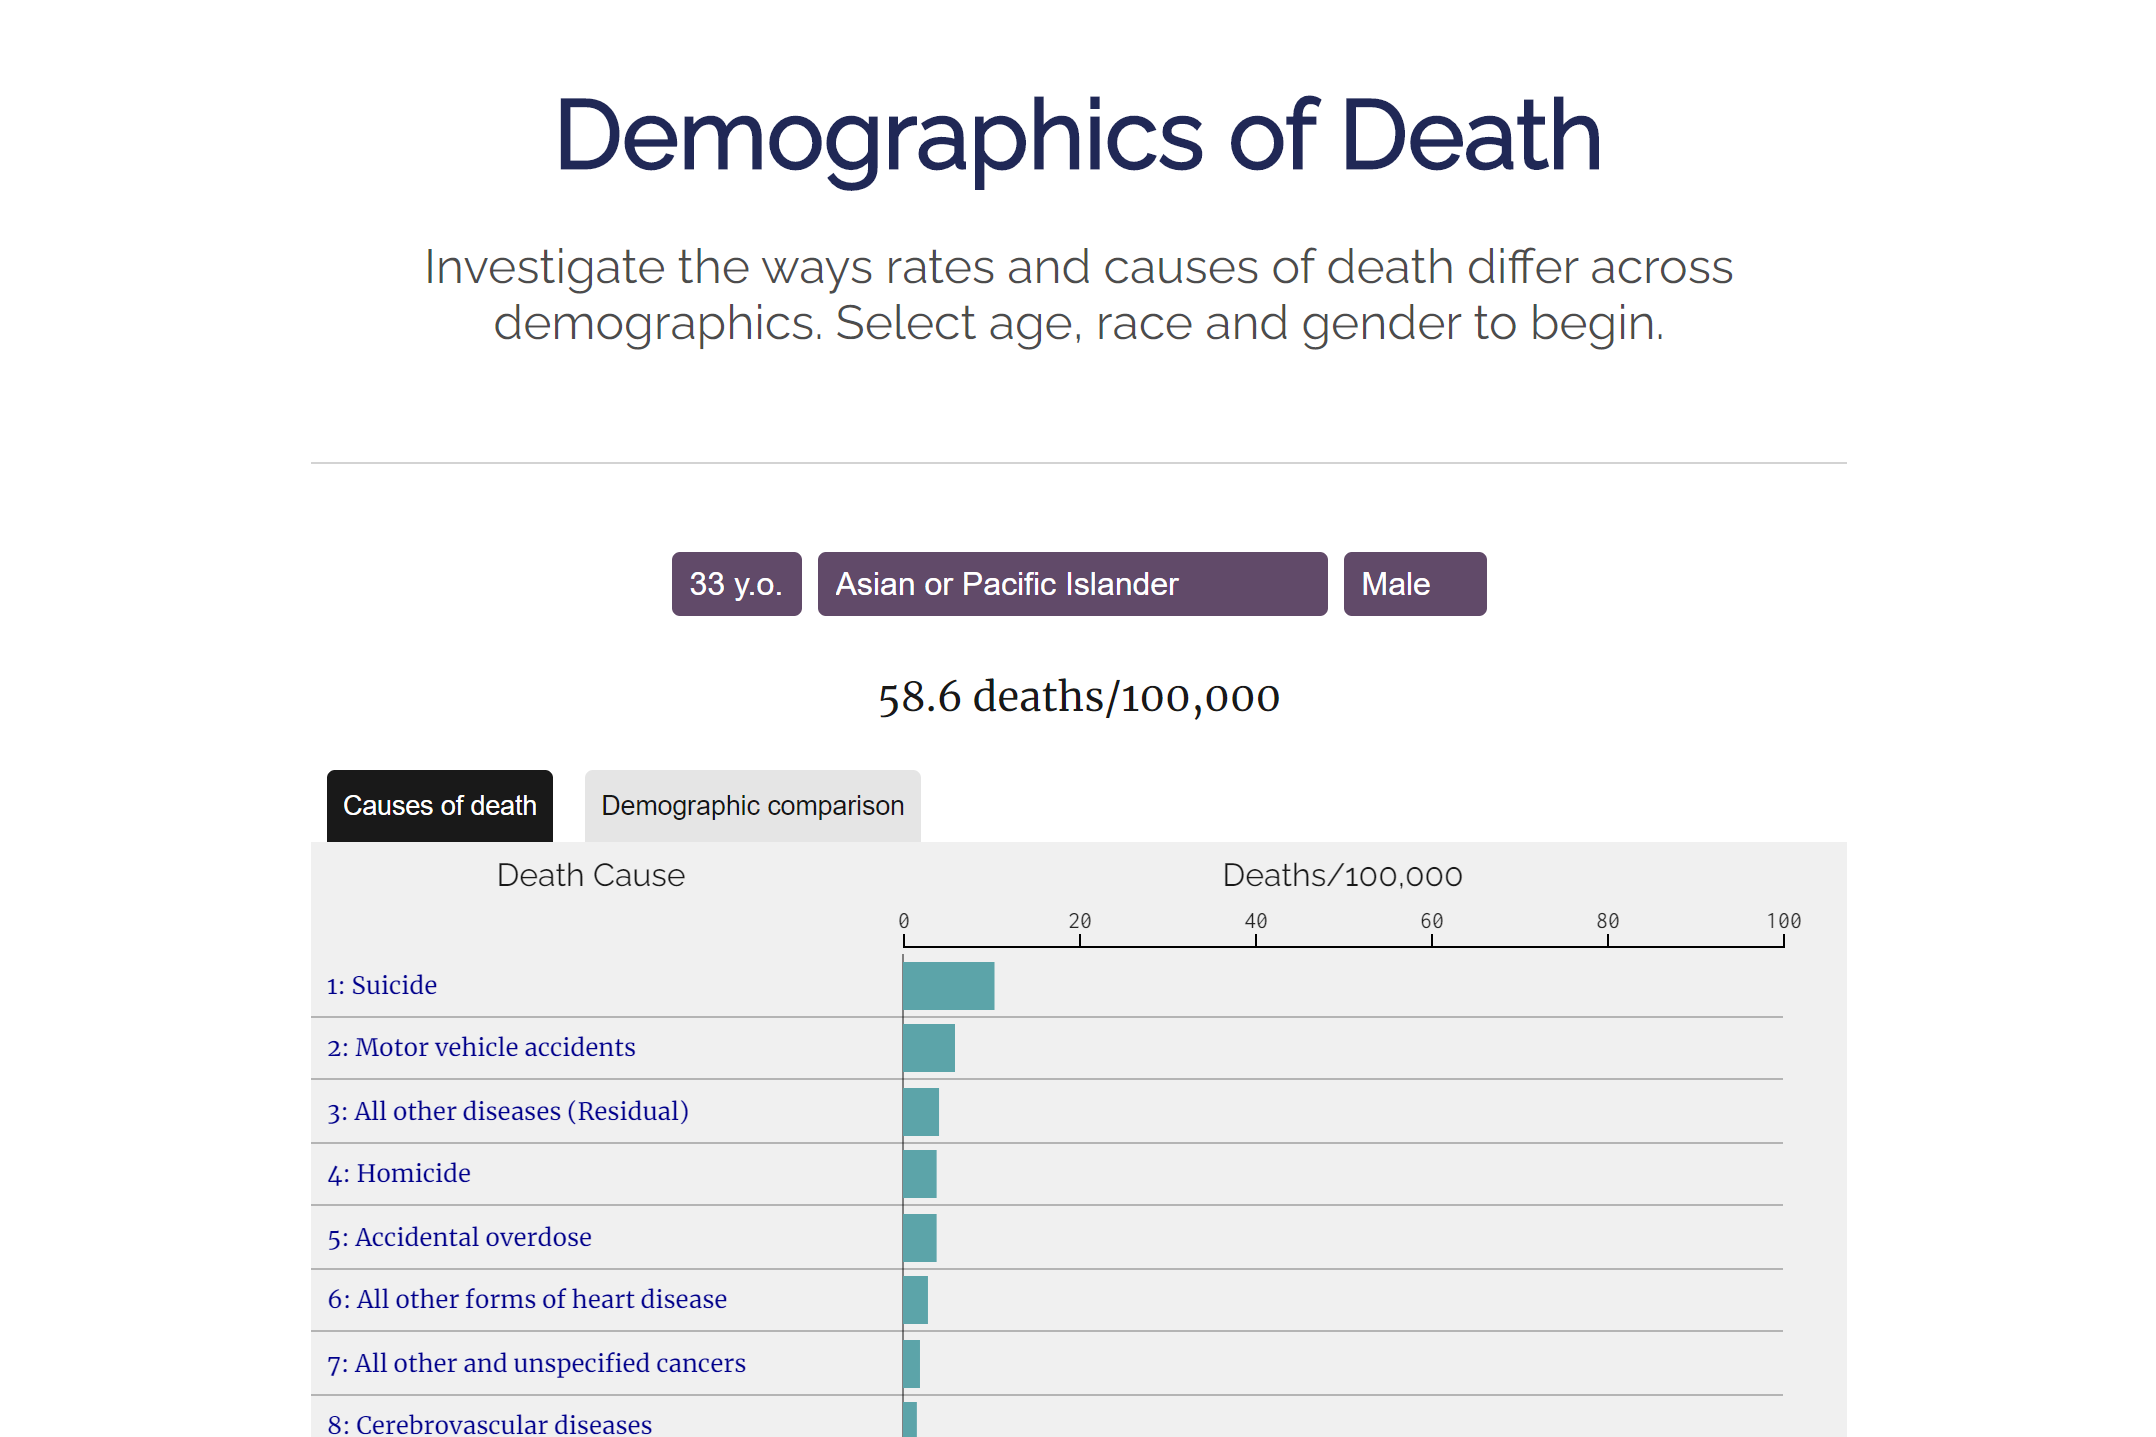 Demographics of Death
Investigate the ways rates and causes of death differ across
demographics. Select age, race and gender to begin.
33 y.o. Asian or Pacific Islander Male
58.6 deaths/100,000
Causes of death Demographic comparison
Death Cause Deaths/100,000
0 20 40 60 80 100
1: Suicide
2: Motor vehicle accidents
3: All other diseases (Residual)
4: Homicide
5: Accidental overdose
6: All other forms of heart disease
7: All other and unspecified cancers
8: Cerebrovascular diseases